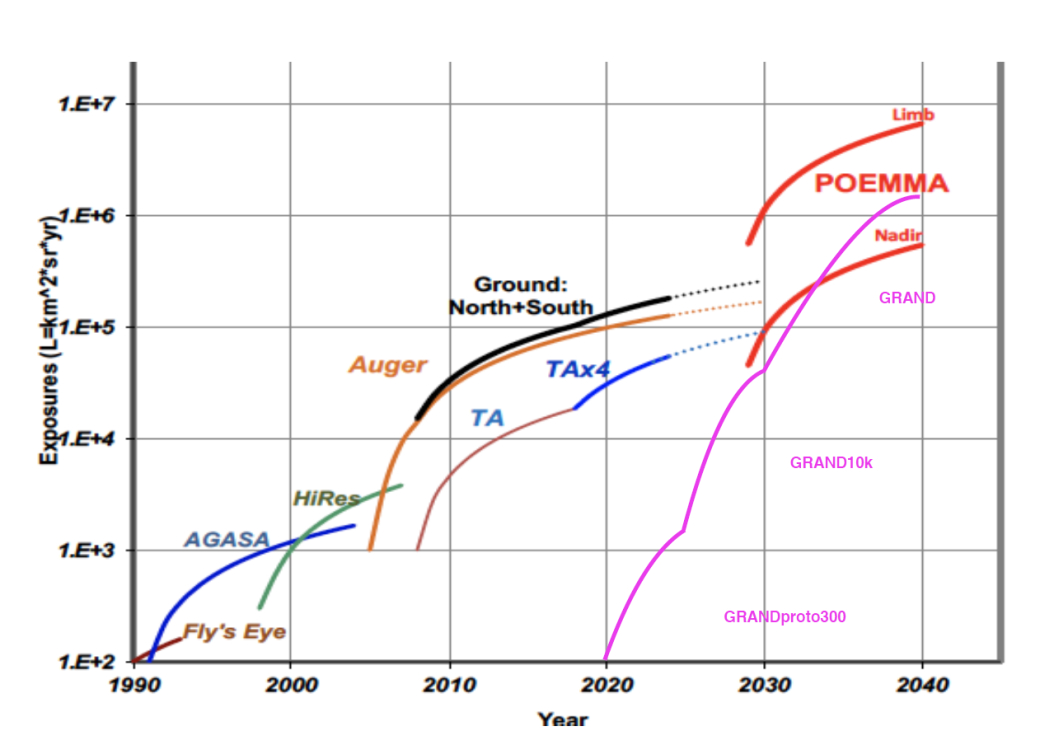 1.E+7
Limb
POEMMA
1.E+6
Nadir
Ground:
North+South
GRAND
1.E+5
Auger
TAx4
TA
1.E+4
GRAND10k
HiRes
AGASA
1.E+3
GRANDproto300
Fly's Eye
1.E+2
1990 2000 2010 2020 2030 2040
Year
Exposures (L=km^2*sr*yr)